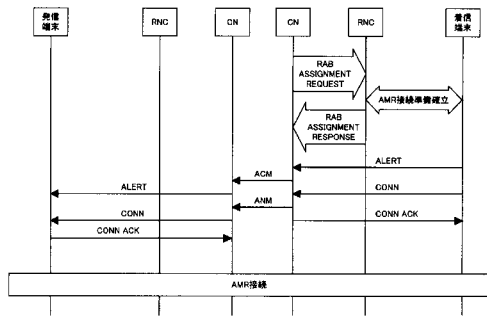 発信
端末
RNC
CN
CN
RNC
着信
端末
RAB
ASSIGNMENT
REQUEST
AMR接続準備確立
RAB
ASSIGNMENT
RESPONSE
ALERT
ACM
ALERT
CONN
ANM
CONN
CONN ACK
CONN ACK
AMR接続